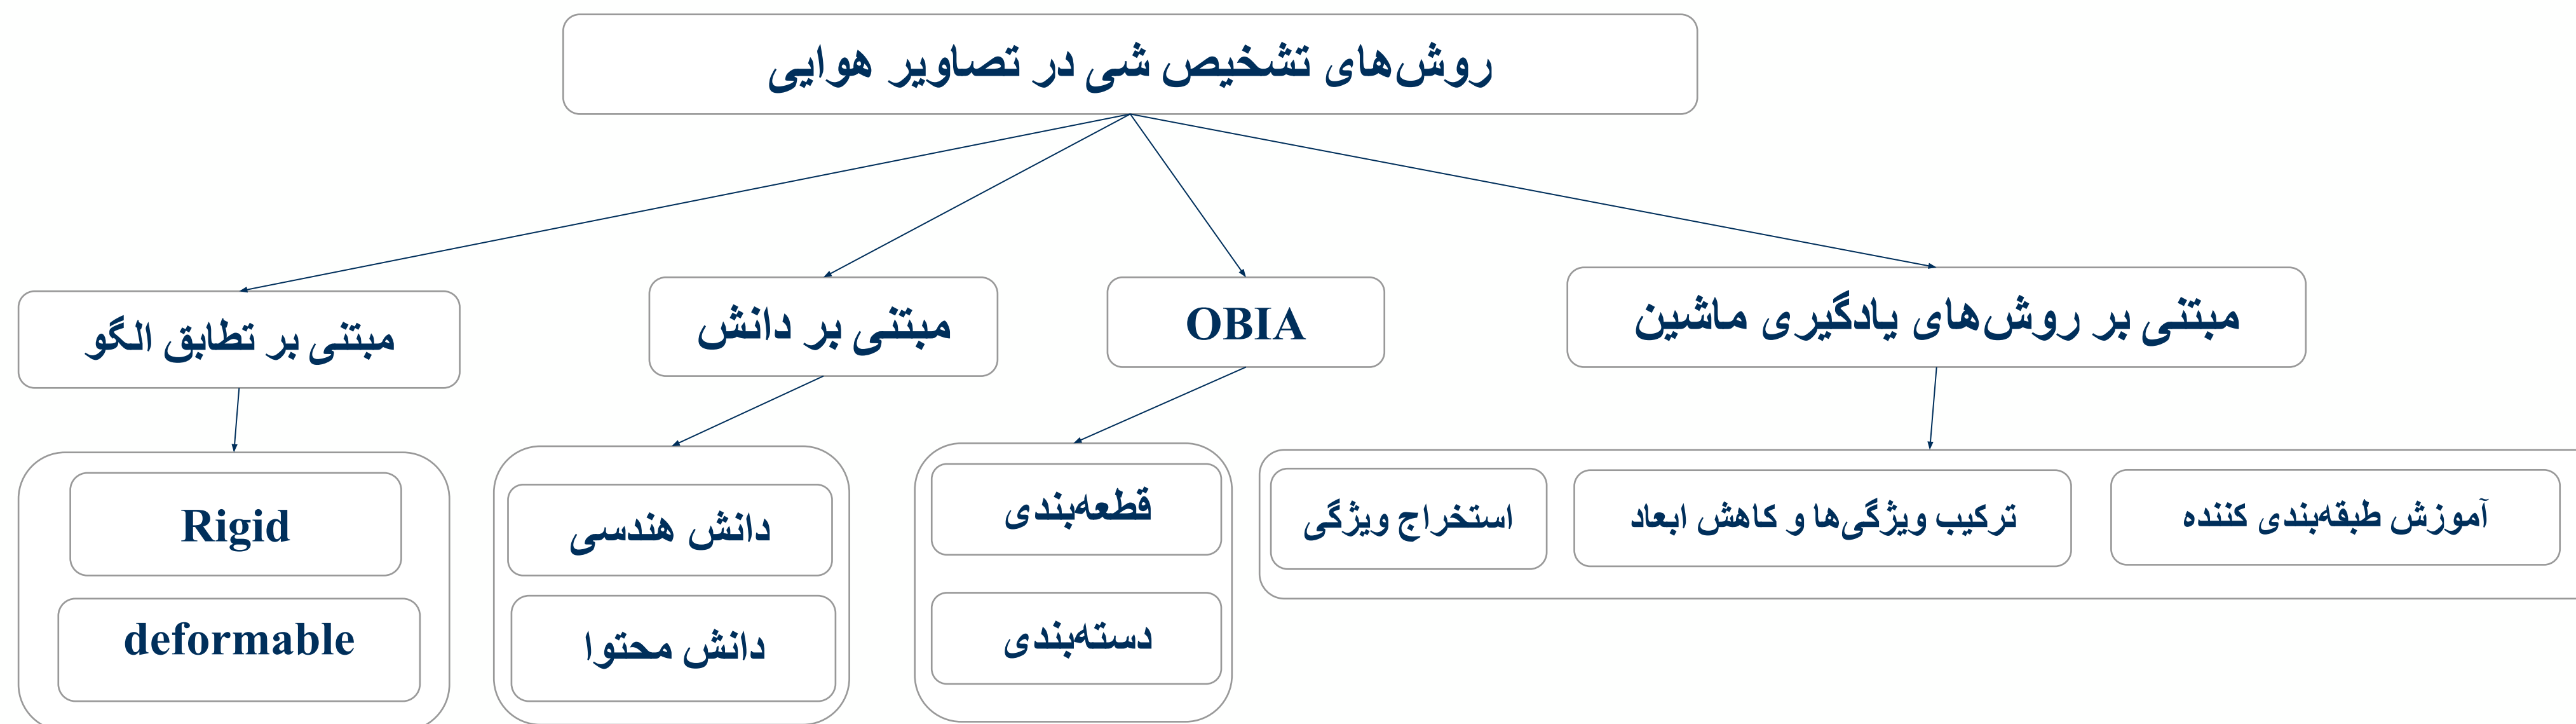 روش‌های تشخیص شی در تصاویر هوایی
مبتنی بر روش‌های یادگیری ماشین
OBIA
مبتنی بر دانش
مبتنی بر تطابق الگو
آموزش طبقه‌بندی کننده
ترکیب ویژگی‌ها و کاهش ابعاد
استخراج ویژگی
قطعه‌بندی
دسته‌بندی
دانش هندسی
دانش محتوا
Rigid
deformable